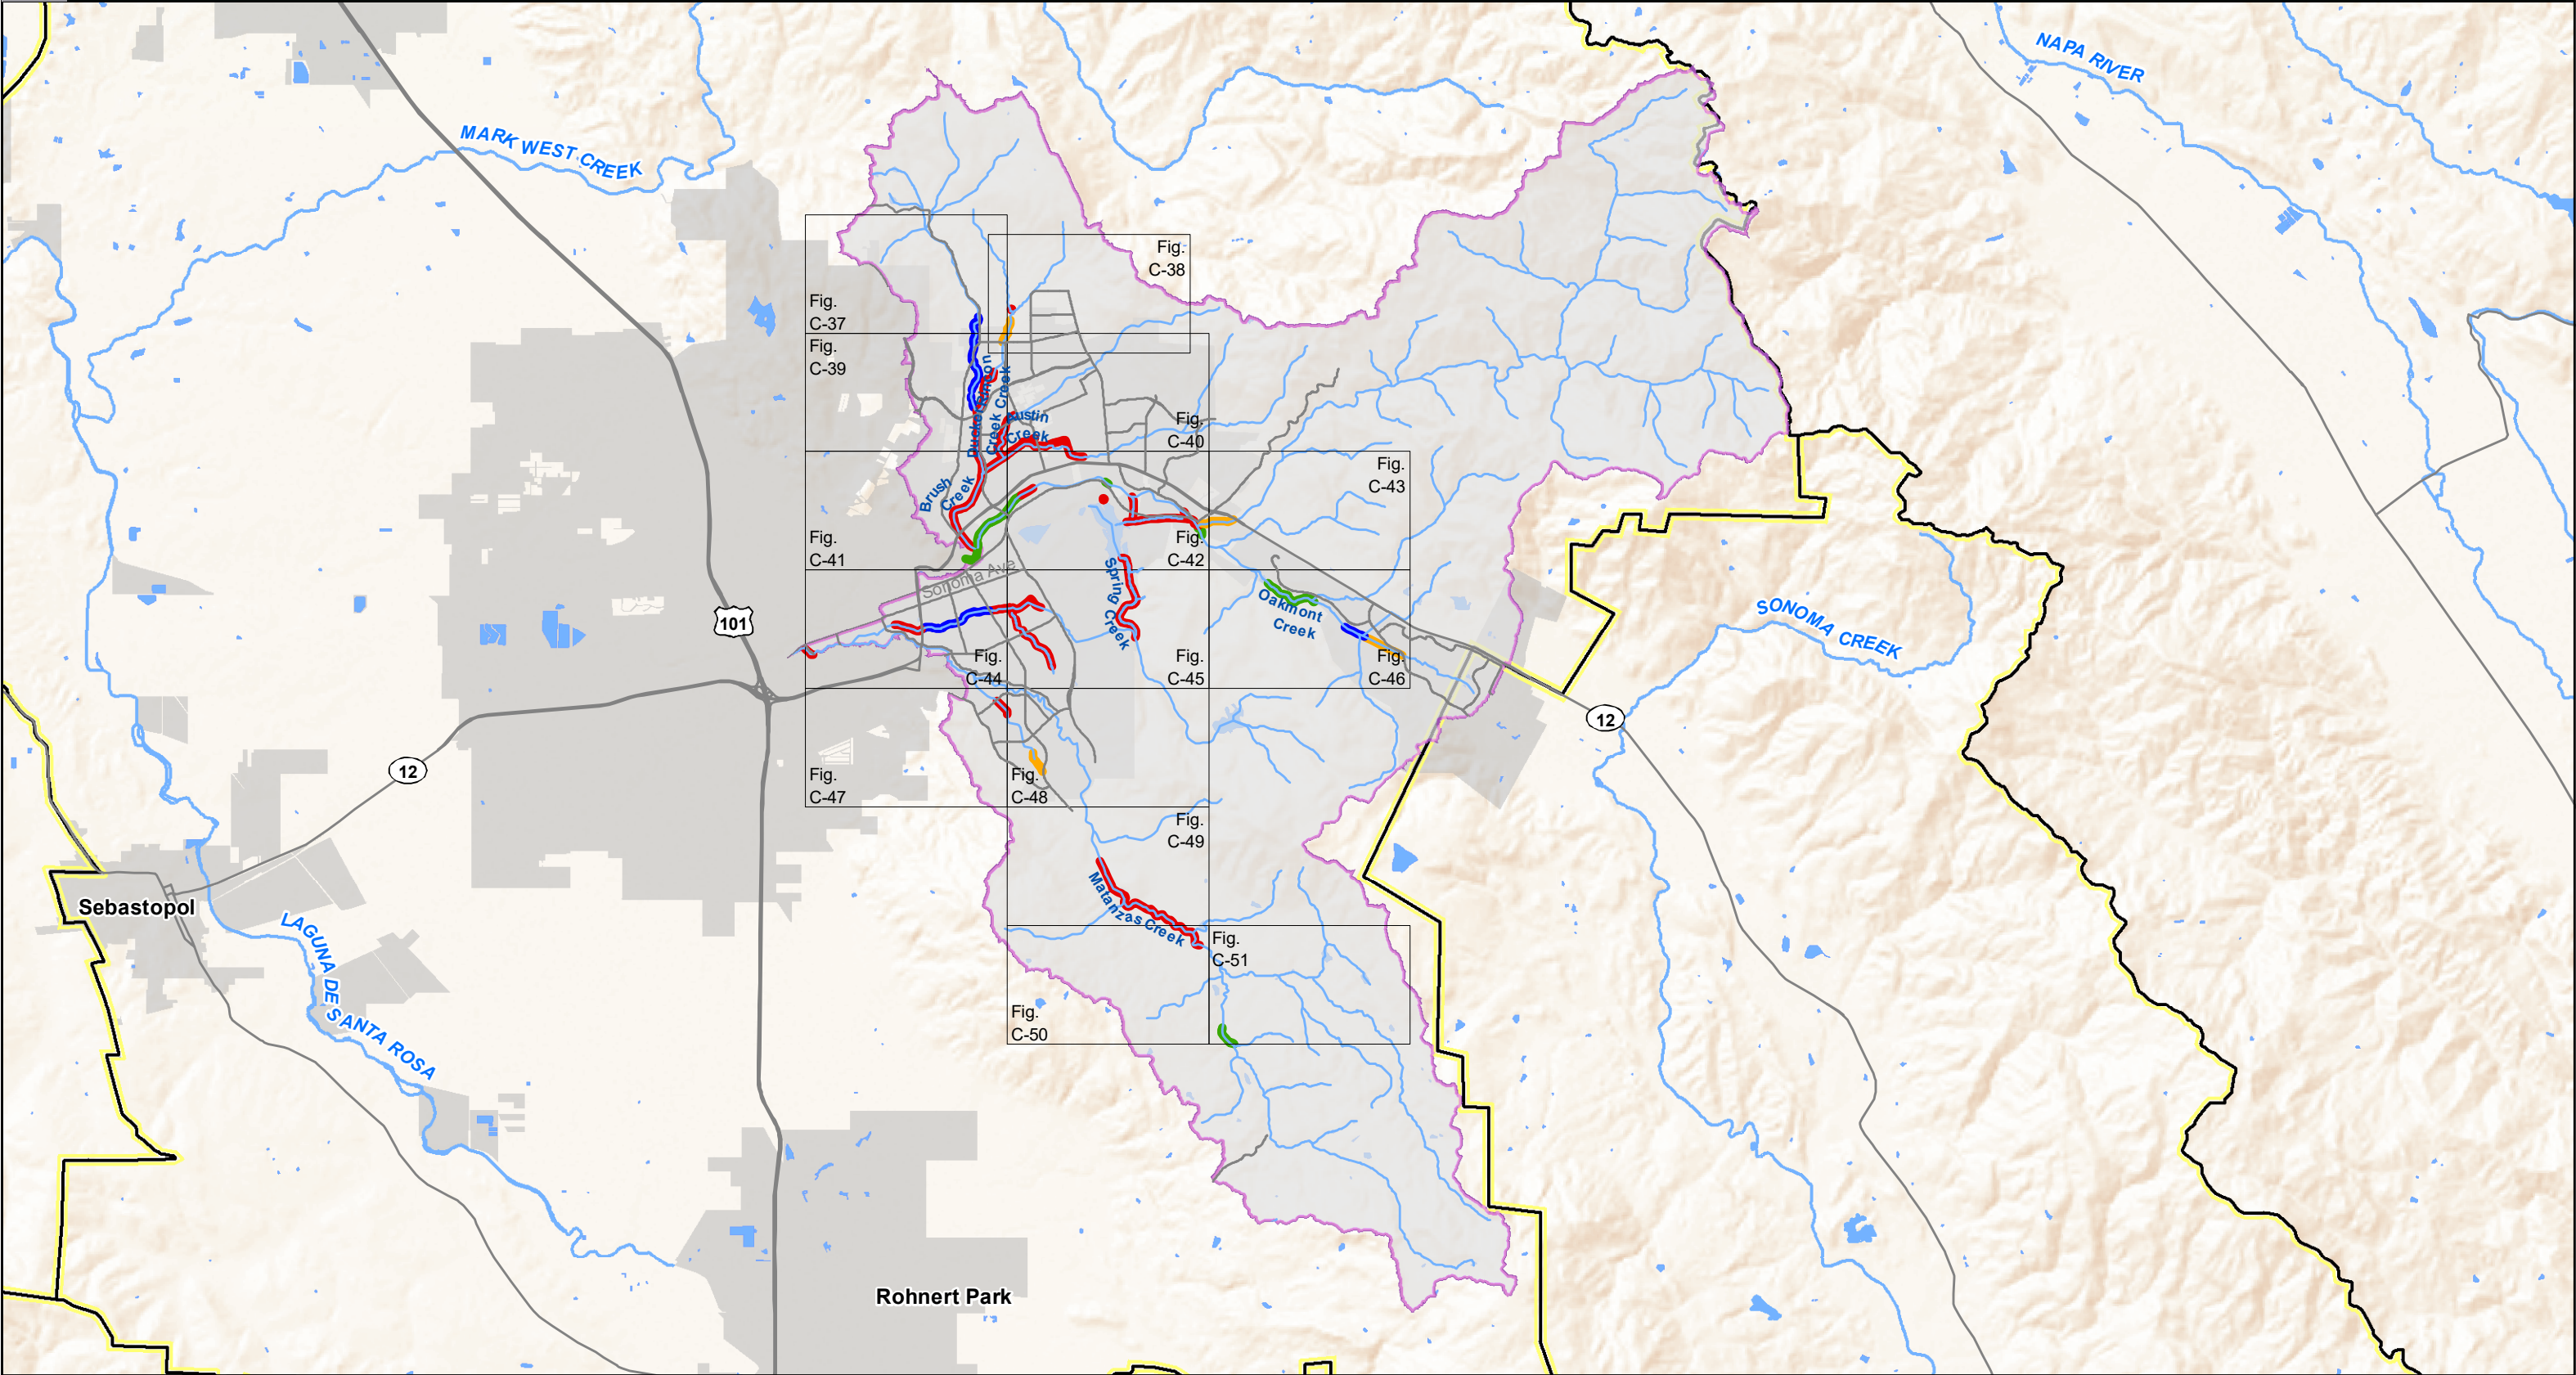 NAPA RIVER
MARK WEST CREEK
Fig.
C-38
Fig.
C-37
Fig.
C-39
Creek
Creek
Creek
Fig.
C-40
Brush
Creek
Fig.
C-43
Fig.
C-41
Fig.
C-42
Sonoma Ave
Spring Creek
Oakmont
Creek
SONOMA CREEK
101
Fig.
C-44
Fig.
C-45
Fig.
C-46
12
12
Fig.
C-47
Fig.
C-48
Fig.
C-49
Matanzas Creek
Sebastopol
LAGUNA DE SANTA ROSA
Fig.
C-51
Fig.
C-50
Rohnert Park